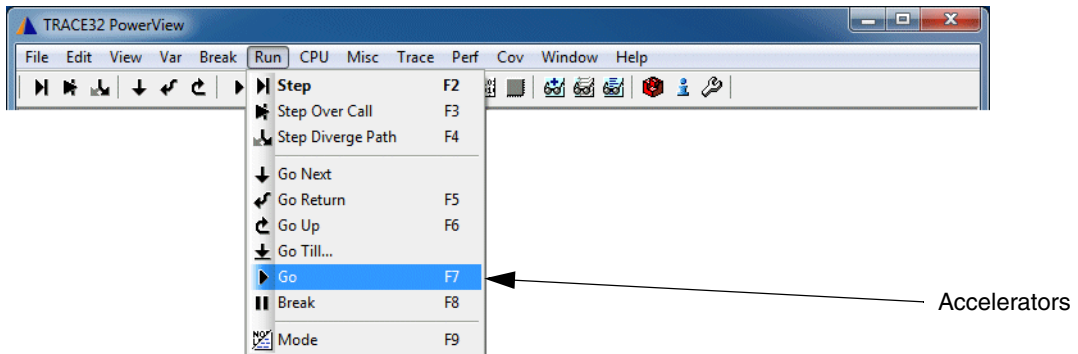 TRACE32 PowerView
File Edit View Var Break Run CPU Misc Trace Perf Cov Window Help
Step F2
Step Over Call F3
Step Diverge Path F4
Go Next
Go Return F5
Go Up F6
Go Till...
Go F7
Accelerators
Break F8
Mode F9